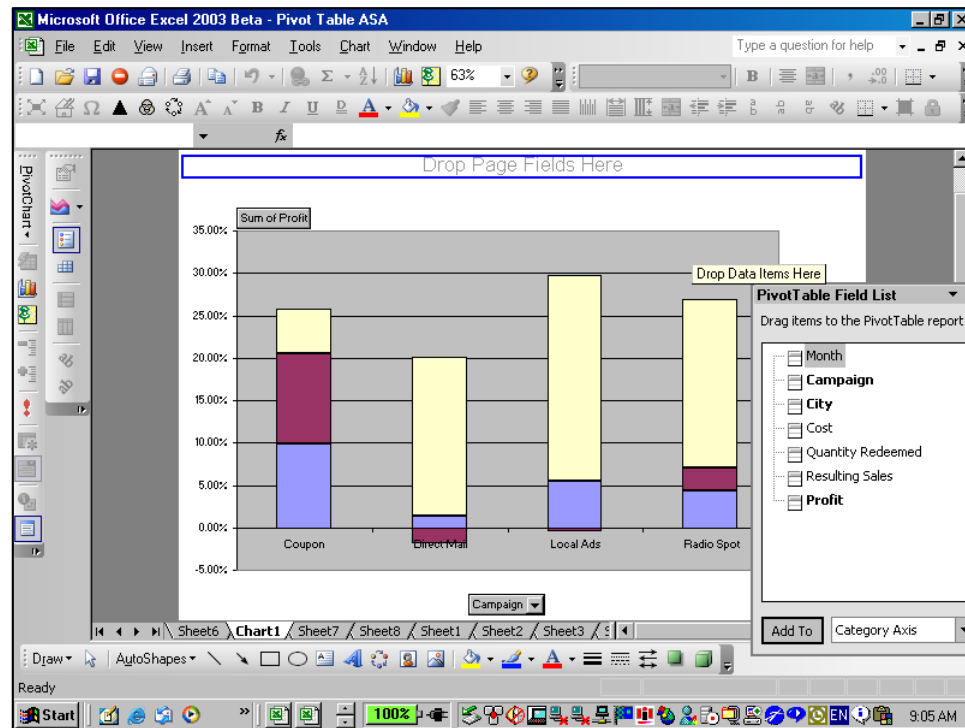 Microsoft Office Excel 2003 Beta - Pivot Table ASA
File Edit View Insert Format Tools Chart Window Help Type a question for help
63% B
Ω A A B I U D A
fx
PivotChart
Drop Page Fields Here
Sum of Profit
35.00%
30.00%
25.00%
20.00%
15.00%
10.00%
5.00%
0.00%
-5.00%
Coupon Direct Mail Local Ads Radio Spot
Campaign
Drop Data Items Here
PivotTable Field List
Drag items to the PivotTable report
Month
Campaign
City
Cost
Quantity Redeemed
Resulting Sales
Profit
Add To Category Axis
Sheet6 Chart1 Sheet7 Sheet8 Sheet1 Sheet2 Sheet3
Draw AutoShapes A A
Ready
Start » 100% EN 9:05 AM